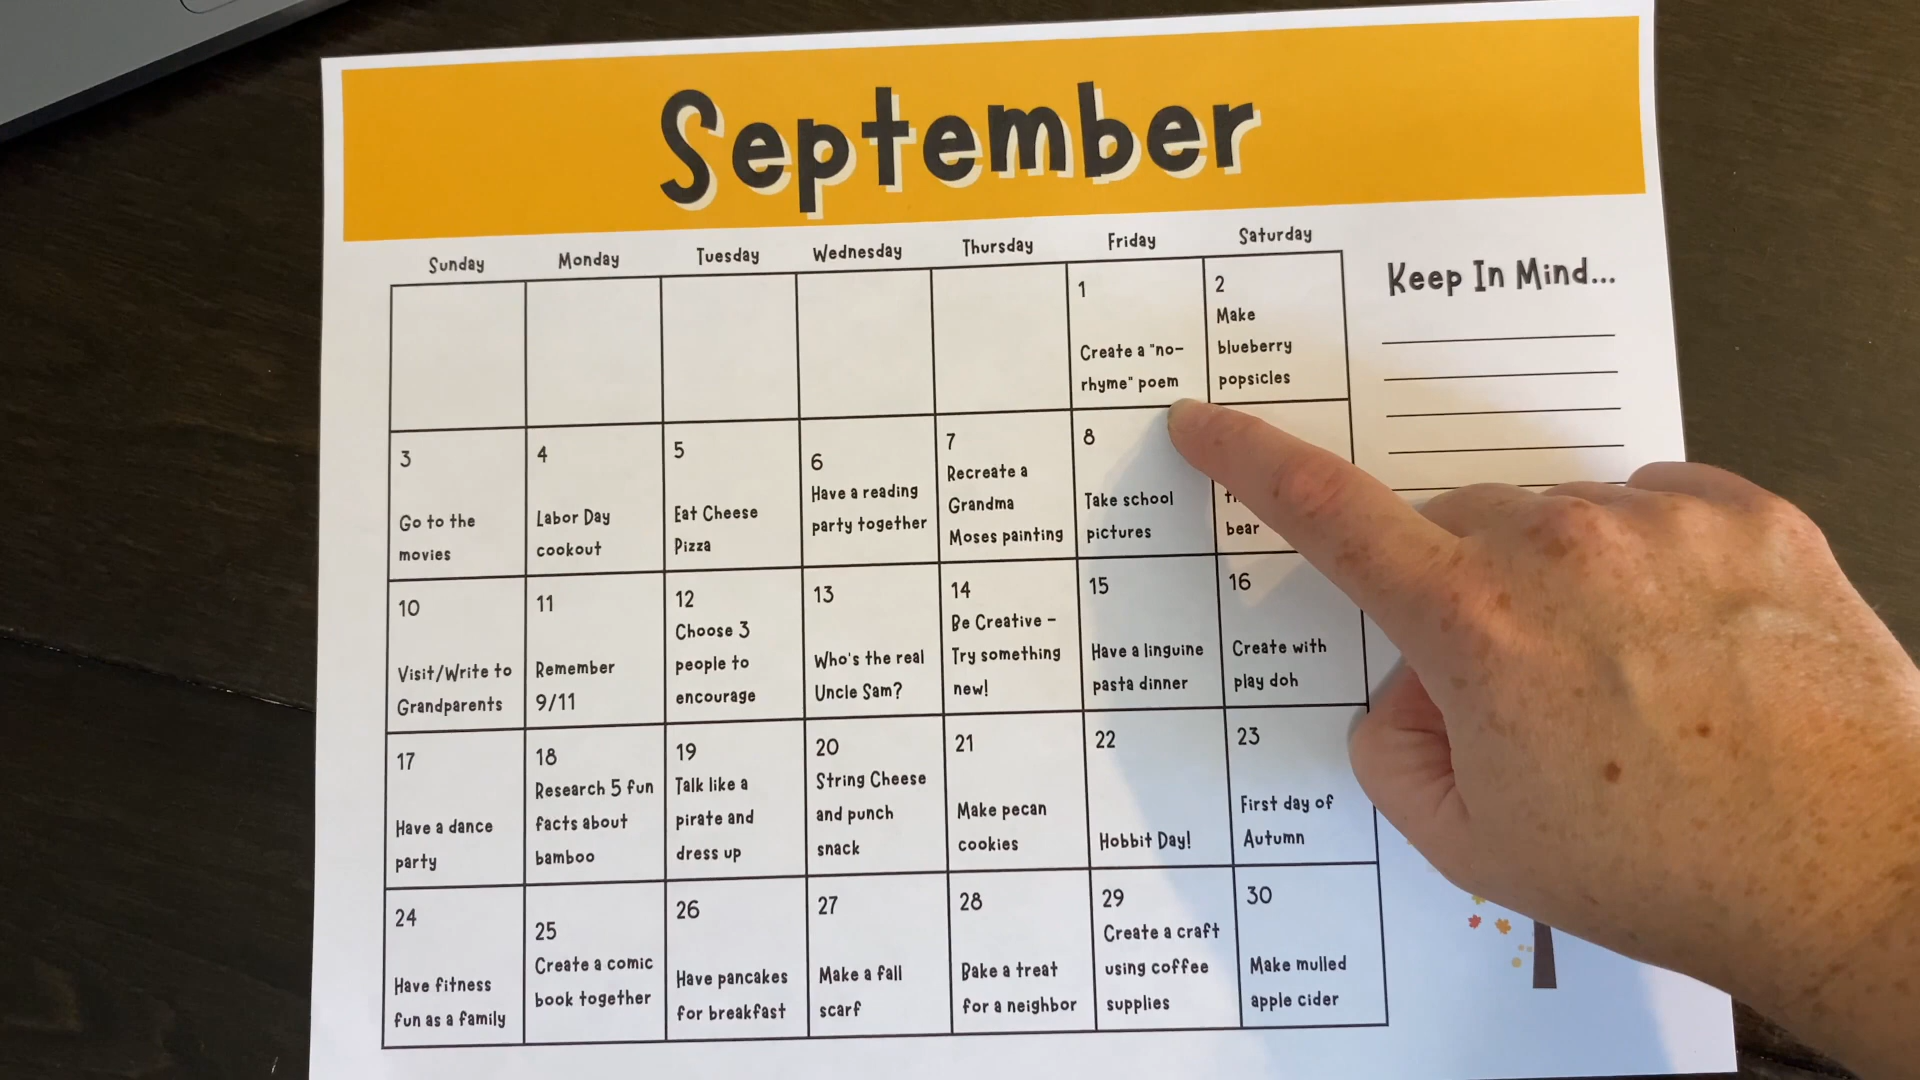 September
Sunday Monday Tuesday Wednesday Thursday Friday Saturday
Keep In Mind...
1
Create a "no-
rhyme" poem
2
Make
blueberry
popsicles
3
Go to the
movies
4
Labor Day
cookout
5
Eat Cheese
Pizza
6
Have a reading
party together
7
Recreate a
Grandma
Moses painting
8
Take school
pictures
bear
10
Visit/Write to
Grandparents
11
Remember
9/11
12
Choose 3
people to
encourage
13
Who's the real
Uncle Sam?
14
Be Creative -
Try something
new!
15
Have a linguine
pasta dinner
16
Create with
play doh
17
Have a dance
party
18
Research 5 fun
facts about
bamboo
19
Talk like a
pirate and
dress up
20
String Cheese
and punch
snack
21
Make pecan
cookies
22
Hobbit Day!
23
First day of
Autumn
24
Have fitness
fun as a family
25
Create a comic
book together
26
Have pancakes
for breakfast
27
Make a fall
scarf
28
Bake a treat
for a neighbor
29
Create a craft
using coffee
supplies
30
Make mulled
apple cider